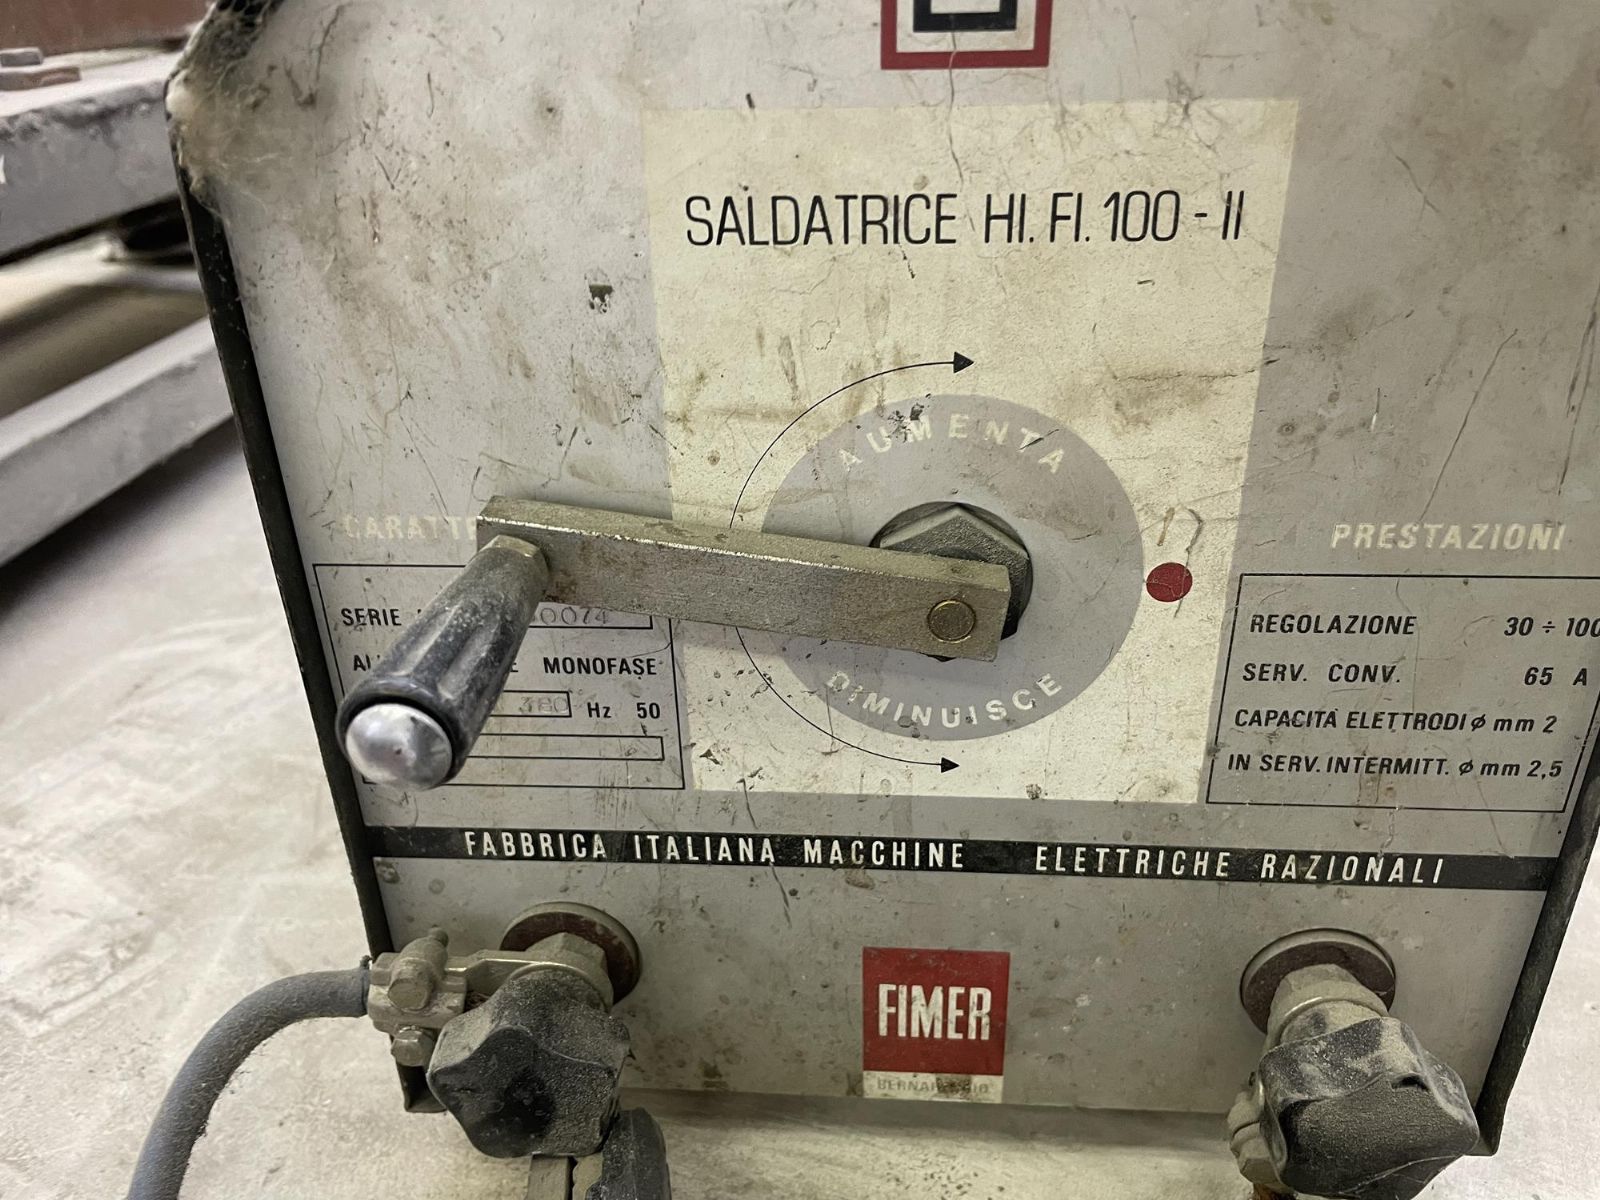 SALDATRICE HI. FI. 100 - II
AUMENTA
DIMINUISCE
SERIE
MONOFASE
380 Hz 50
PRESTAZIONI
REGOLAZIONE 30 ÷ 100
SERV. CONV. 65 A
CAPACITA ELETTRODI ϕ mm 2
IN SERV. INTERMITT. ϕ mm 2,5
FABBRICA ITALIANA MACCHINE ELETTRICHE RAZIONALI
FIMER